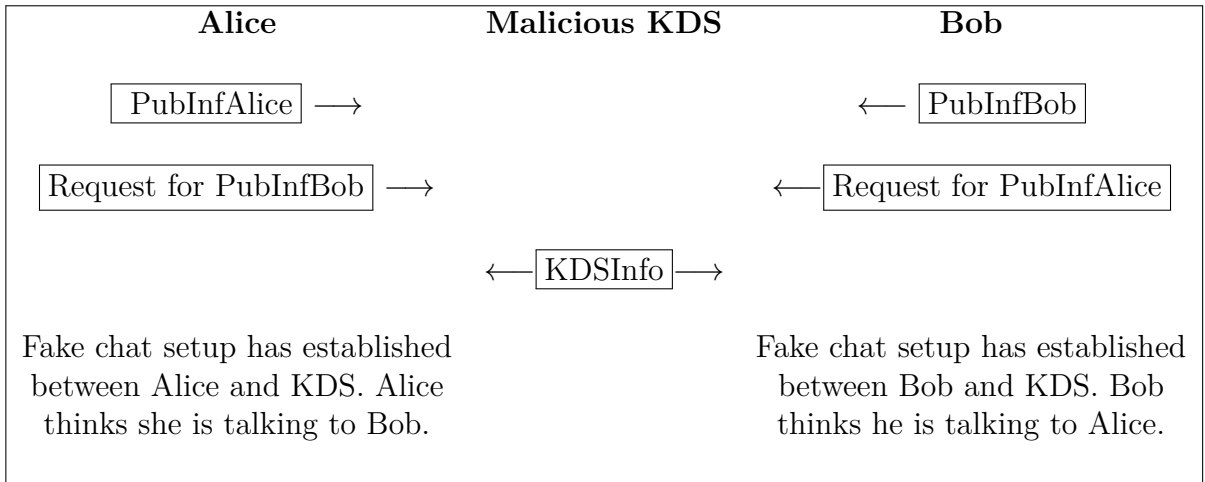 Alice Malicious KDS Bob
PubInfAlice ⟶ ⟵ PubInfBob
Request for PubInfBob ⟶ ⟵ Request for PubInfAlice
⟵ KDSInfo ⟶
Fake chat setup has established
between Alice and KDS. Alice
thinks she is talking to Bob.
Fake chat setup has established
between Bob and KDS. Bob
thinks he is talking to Alice.